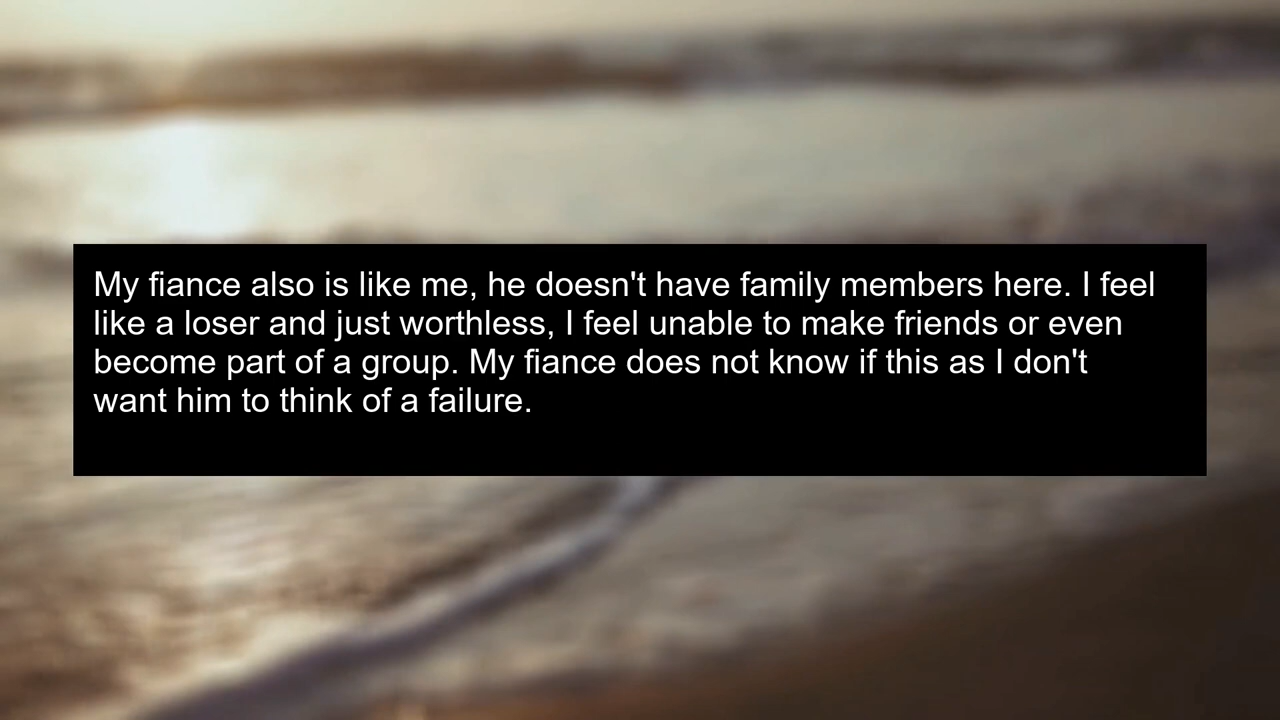 My fiance also is like me, he doesn't have family members here. I feel
like a loser and just worthless, I feel unable to make friends or even
become part of a group. My fiance does not know if this as I don't
want him to think of a failure.